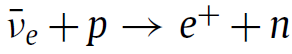 ν̄ₑ + p → e⁺ + n